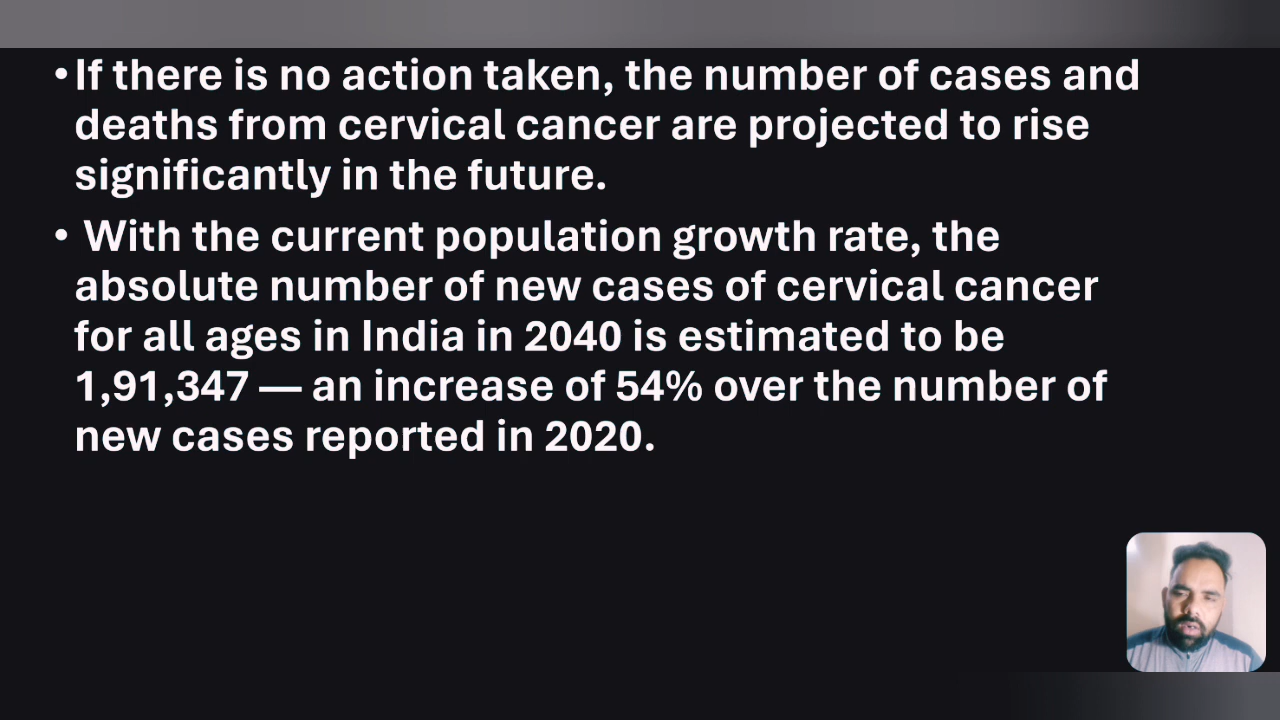 •If there is no action taken, the number of cases and
deaths from cervical cancer are projected to rise
significantly in the future.
• With the current population growth rate, the
absolute number of new cases of cervical cancer
for all ages in India in 2040 is estimated to be
1,91,347 — an increase of 54% over the number of
new cases reported in 2020.